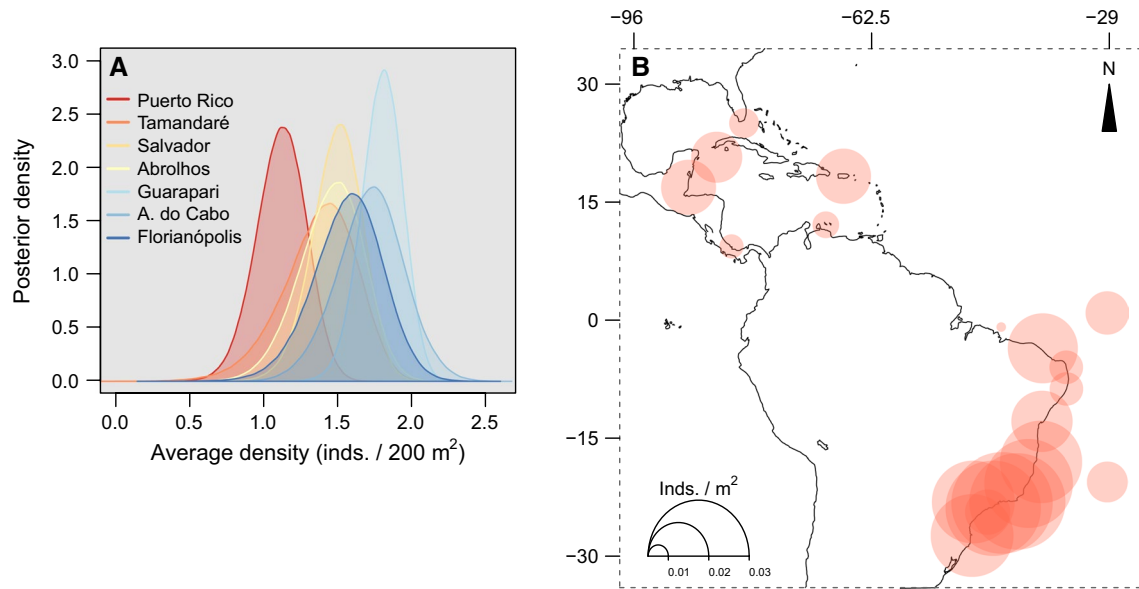 A
3.0
2.5
2.0
1.5
1.0
0.5
0.0
Posterior density
Puerto Rico
Tamandaré
Salvador
Abrolhos
Guarapari
A. do Cabo
Florianópolis
0.0 0.5 1.0 1.5 2.0 2.5
Average density (inds. / 200 m²)
−96 −62.5 −29
B
N
30
15
0
−15
−30
Inds. / m²
0.01 0.02 0.03